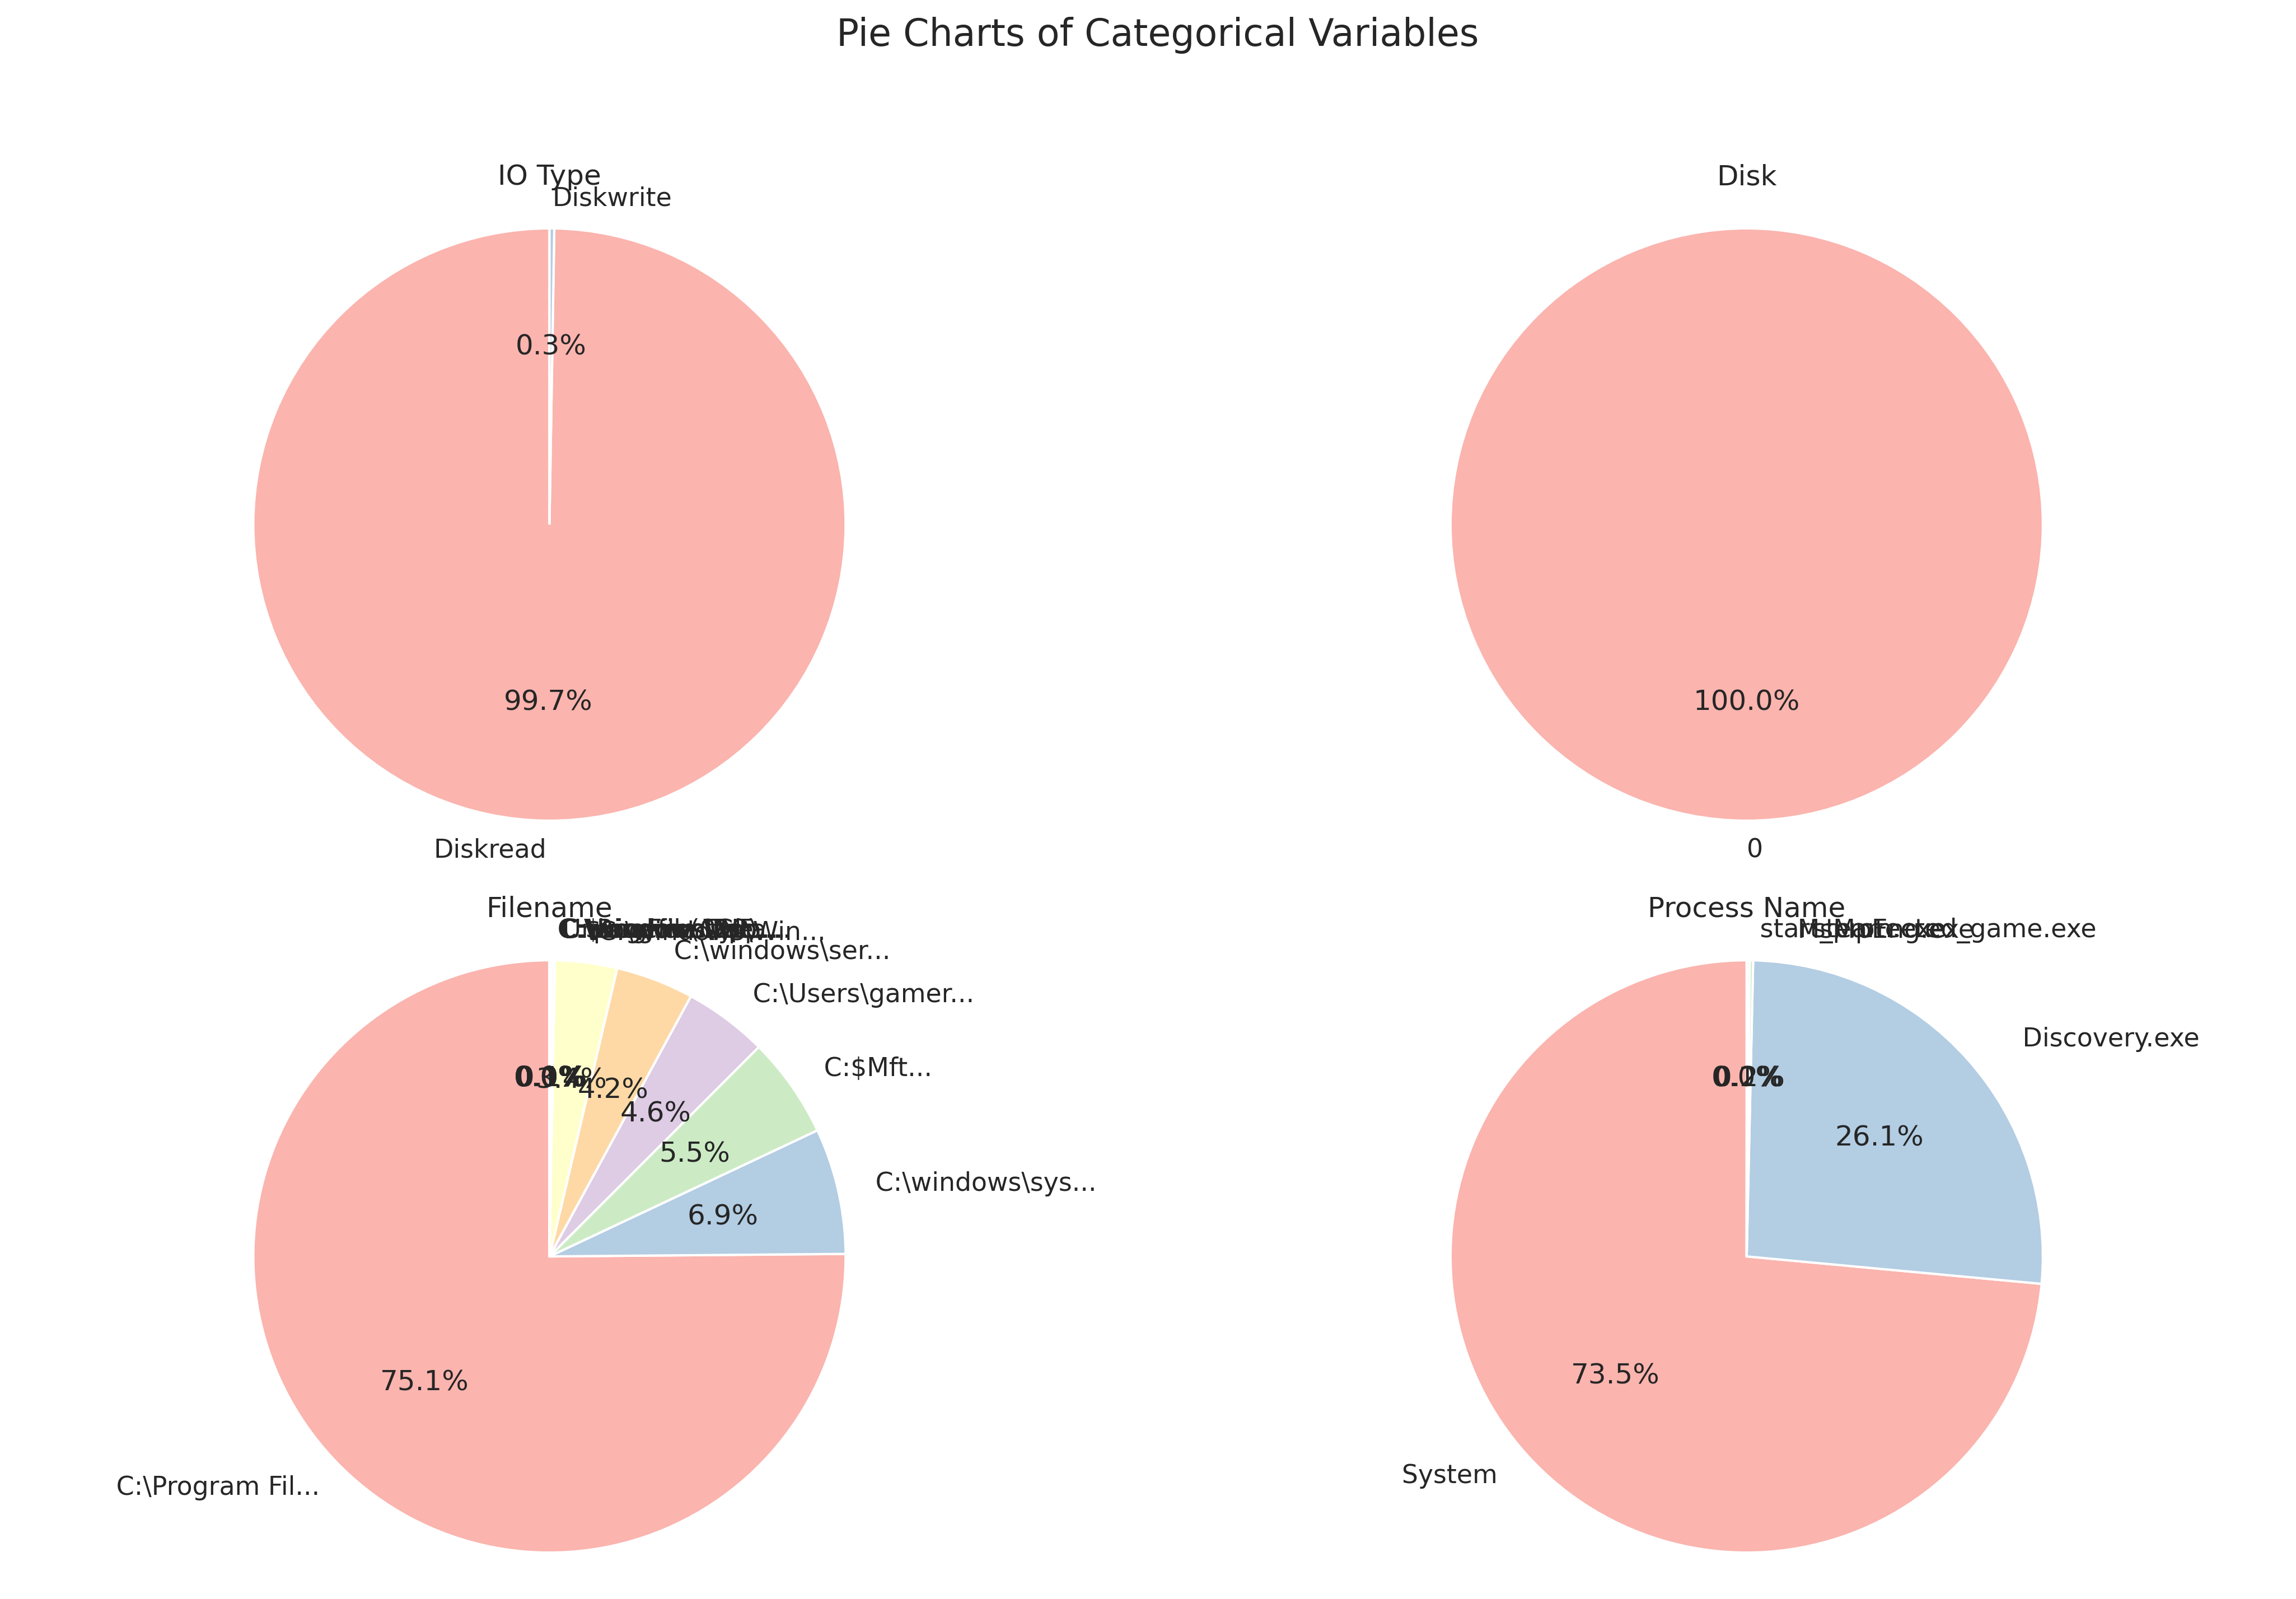 Pie Charts of Categorical Variables
IO Type
Diskwrite
0.3%
99.7%
Diskread
Disk
100.0%
0
Filename
C:\windows\ser...
C:\Users\gamer...
C:$Mft...
C:\windows\sys...
C:\Program Fil...
3.4%
4.2%
4.6%
5.5%
6.9%
75.1%
Process Name
Discovery.exe
26.1%
73.5%
System